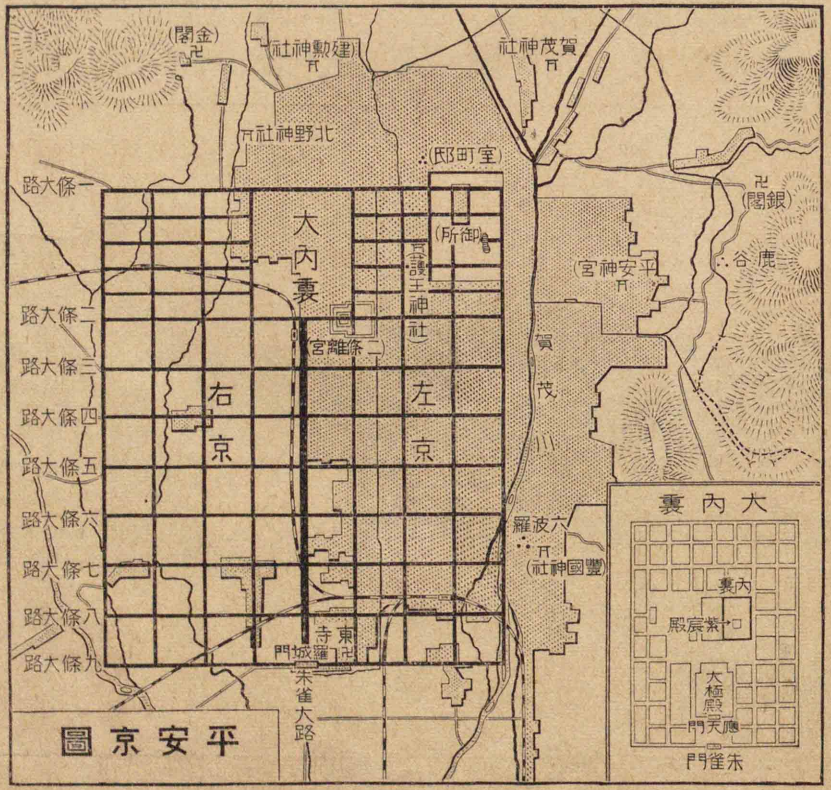 (金閣)
建勲神社
賀茂神社
北野神社
(室町邸)
一條大路
(銀閣)
大內裏
(御所)
(護王神社)
鹿谷
平安神宮
二條大路
(二條離宮)
賀茂川
三條大路
右京
左京
四條大路
五條大路
六條大路
六波羅
(豐國神社)
七條大路
八條大路
東寺
羅城門
九條大路
朱雀大路
平安京圖
大內裏
內裏
紫宸殿
大極殿
應天門
朱雀門